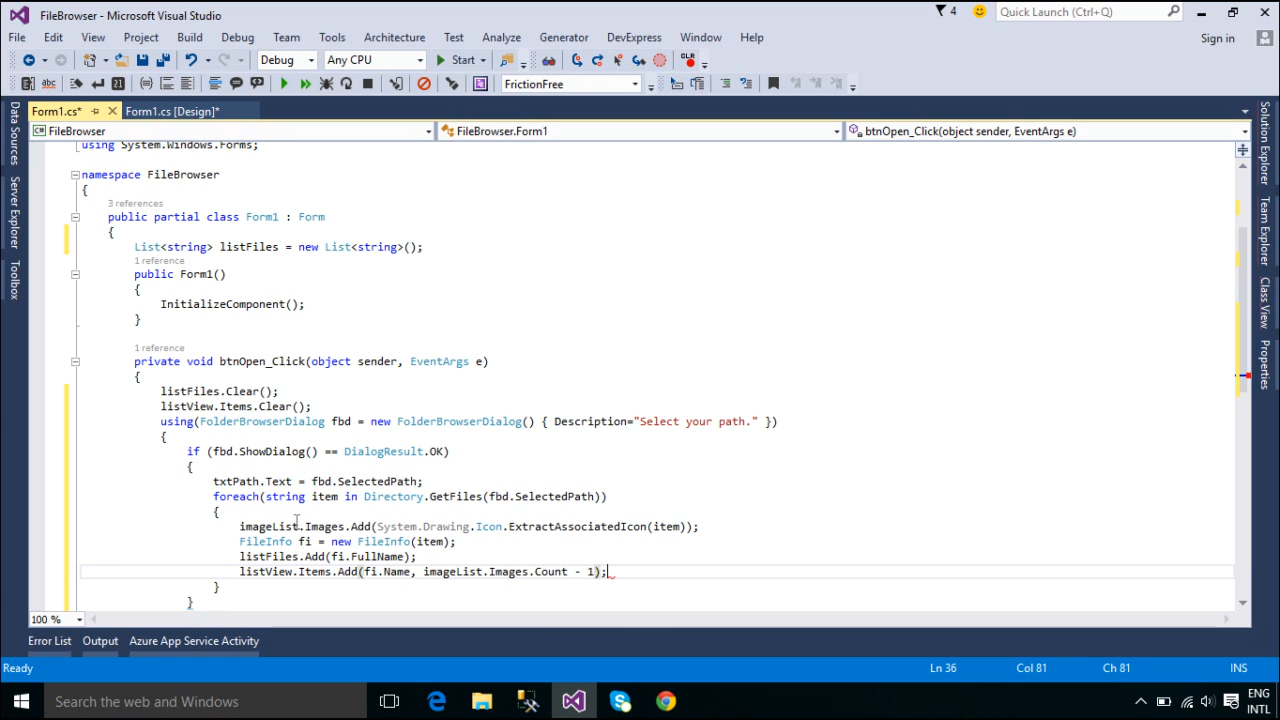 FileBrowser - Microsoft Visual Studio
4
Quick Launch (Ctrl+Q)
File Edit View Project Build Debug Team Tools Architecture Test Analyze Generator DevExpress Window Help
Sign in
Debug Any CPU Start CLR
FrictionFree
Form1.cs* Form1.cs [Design]*
FileBrowser FileBrowser.Form1 btnOpen_Click(object sender, EventArgs e)
Data Sources
Server Explorer
Toolbox
using System.Windows.Forms;
namespace FileBrowser
{
3 references
public partial class Form1 : Form
{
List<string> listFiles = new List<string>();
1 reference
public Form1()
{
InitializeComponent();
}
1 reference
private void btnOpen_Click(object sender, EventArgs e)
{
listFiles.Clear();
listView.Items.Clear();
using(FolderBrowserDialog fbd = new FolderBrowserDialog() { Description="Select your path." })
{
if (fbd.ShowDialog() == DialogResult.OK)
{
txtPath.Text = fbd.SelectedPath;
foreach(string item in Directory.GetFiles(fbd.SelectedPath))
{
imageList.Images.Add(System.Drawing.Icon.ExtractAssociatedIcon(item));
FileInfo fi = new FileInfo(item);
listFiles.Add(fi.FullName);
listView.Items.Add(fi.Name, imageList.Images.Count - 1);
}
}
Solution Explorer
Team Explorer
Class View
Properties
100 %
Error List Output Azure App Service Activity
Ready Ln 36 Col 81 Ch 81 INS
Search the web and Windows
ENG
INTL